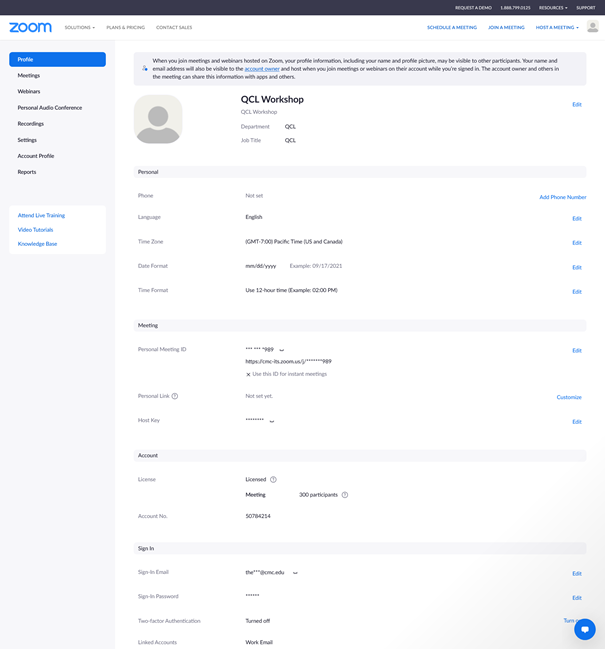 REQUEST A DEMO 1.888.799.0125 RESOURCES SUPPORT
zoom SOLUTIONS PLANS & PRICING CONTACT SALES SCHEDULE A MEETING JOIN A MEETING HOST A MEETING
Profile
Meetings
Webinars
Personal Audio Conference
Recordings
Settings
Account Profile
Reports
Attend Live Training
Video Tutorials
Knowledge Base
When you join meetings and webinars hosted on Zoom, your profile information, including your name and profile picture, may be visible to other participants. Your name and
email address will also be visible to the account owner and host when you join meetings or webinars on their account while you're signed in. The account owner and others in
the meeting can share this information with apps and others.
QCL Workshop Edit
QCL Workshop
Department QCL
Job Title QCL
Personal
Phone Not set Add Phone Number
Language English Edit
Time Zone (GMT-7:00) Pacific Time (US and Canada) Edit
Date Format mm/dd/yyyy Example: 09/17/2021 Edit
Time Format Use 12-hour time (Example: 02:00 PM) Edit
Meeting
Personal Meeting ID *** *** *989 Edit
https://cmc-its.zoom.us/j/*******989
× Use this ID for instant meetings
Personal Link ? Not set yet. Customize
Host Key ******** Edit
Account
License Licensed ?
Meeting 300 participants ?
Account No. 50784214
Sign In
Sign-In Email the***@cmc.edu Edit
Sign-In Password ****** Edit
Two-factor Authentication Turned off Turn
Linked Accounts Work Email